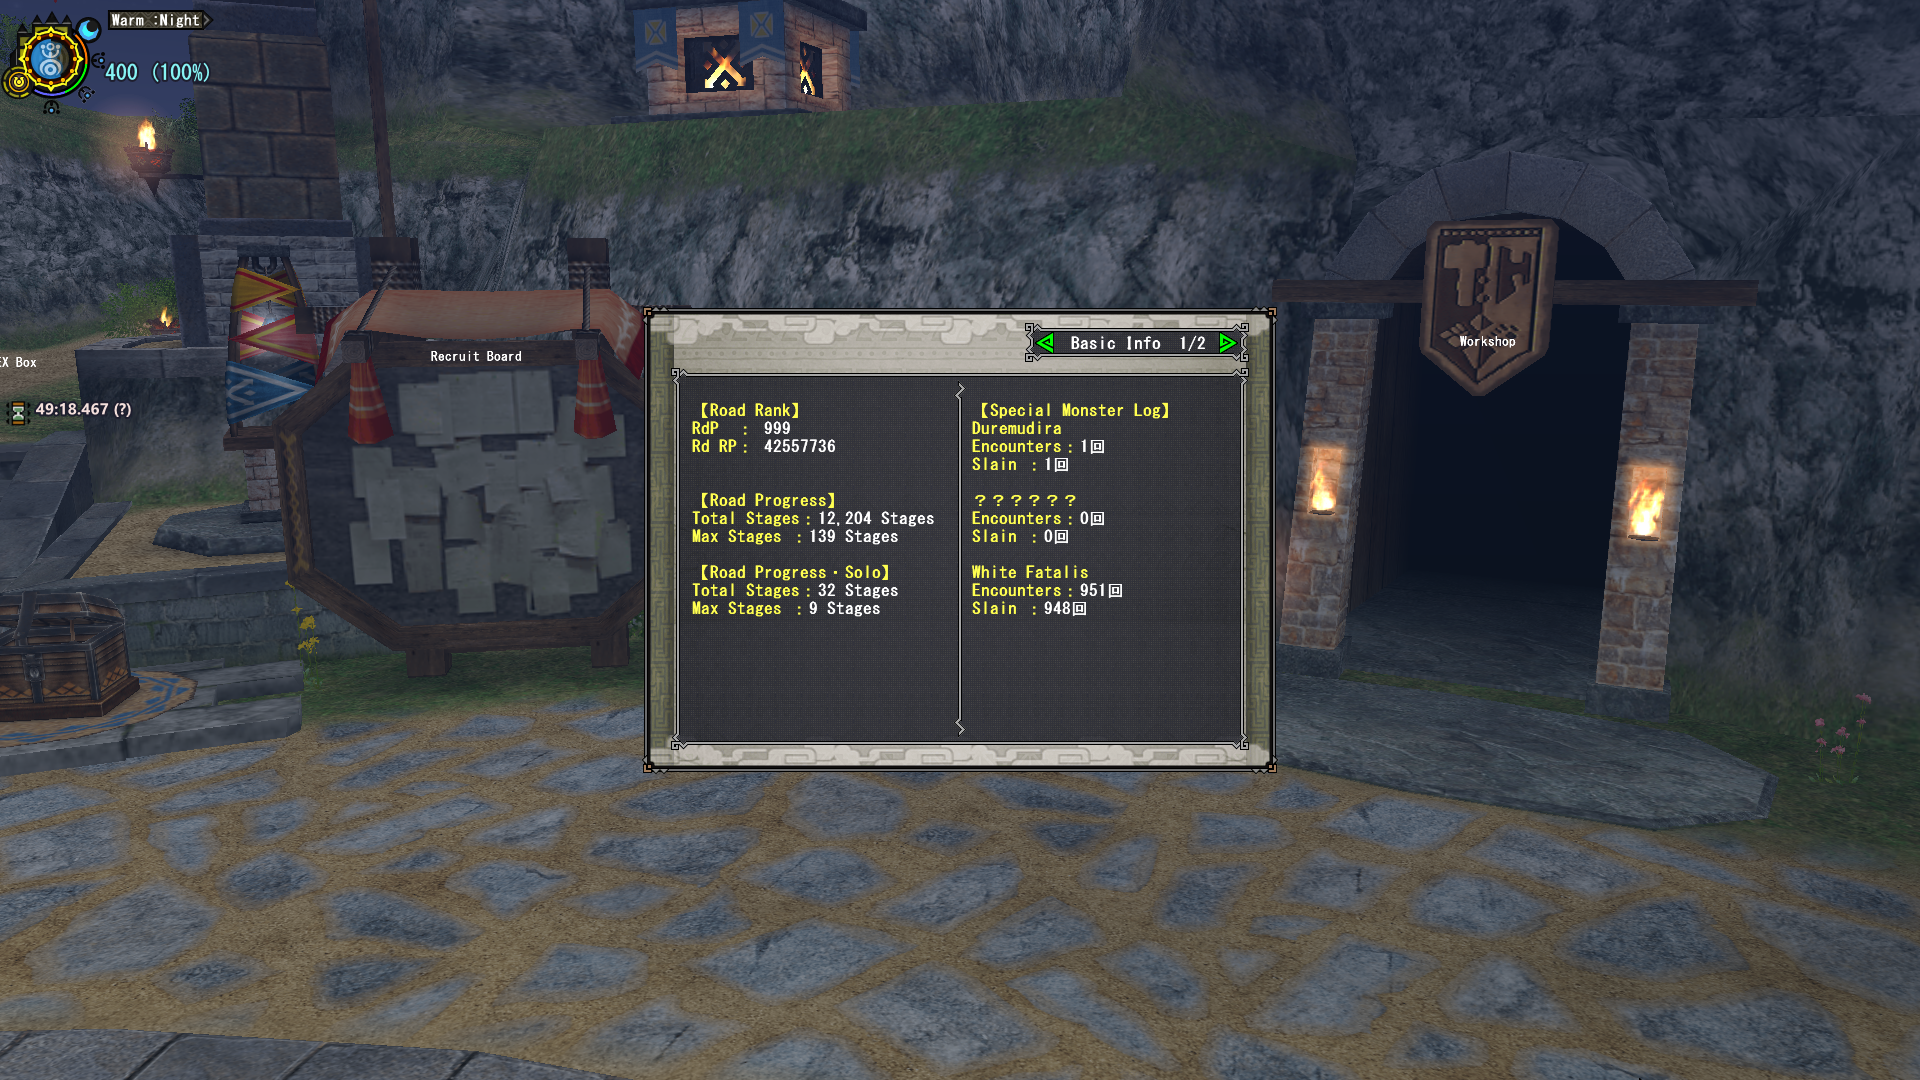 Warm :Night
400 (100%)
EX Box
49:18.467 (?)
Recruit Board
Workshop
Basic Info 1/2
【Road Rank】
RdP : 999
Rd RP : 42557736
【Road Progress】
Total Stages : 12,204 Stages
Max Stages : 139 Stages
【Road Progress・Solo】
Total Stages : 32 Stages
Max Stages : 9 Stages
【Special Monster Log】
Duremudira
Encounters : 1回
Slain : 1回
??????
Encounters : 0回
Slain : 0回
White Fatalis
Encounters : 951回
Slain : 948回